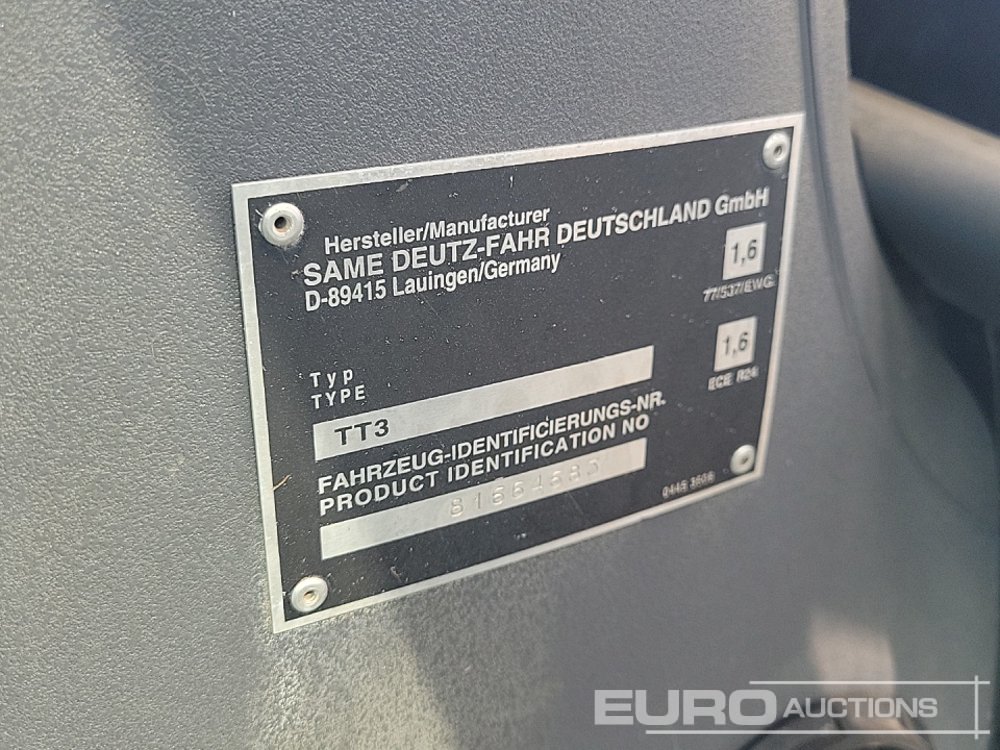 Hersteller/Manufacturer
SAME DEUTZ-FAHR DEUTSCHLAND GmbH
D-89415 Lauingen/Germany
1,6
77/537/EWG
1,6
ECE R24
Typ
TYPE
TT3
FAHRZEUG-IDENTIFICIERUNGS-NR.
PRODUCT IDENTIFICATION NO
EURO AUCTIONS